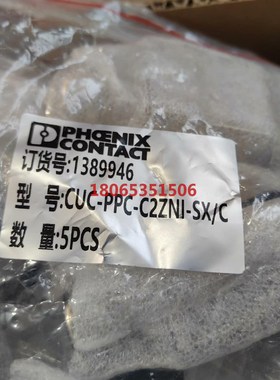 PHOENIX
CONTACT
订货号:1389946
18065351506
型 号:CUC-PPC-C2ZNI-SX/C
数 量:5PCS